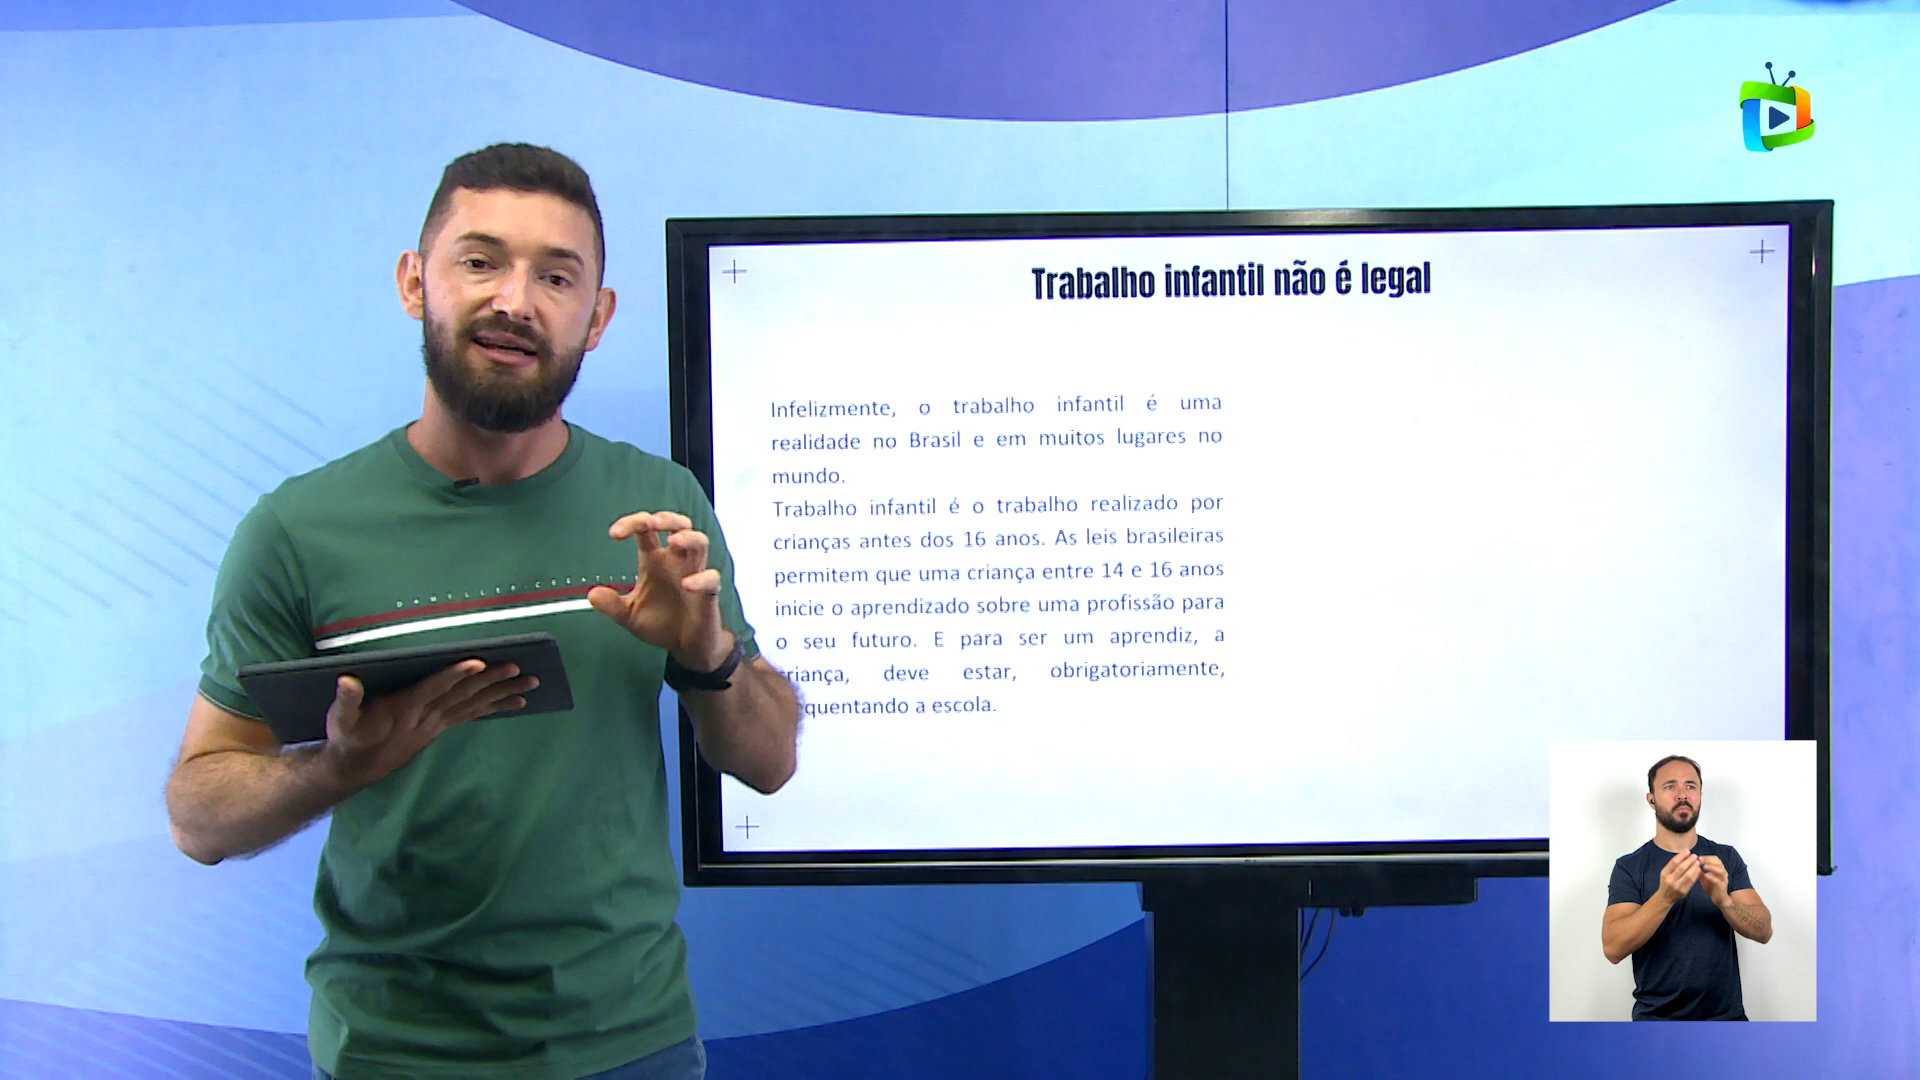 Trabalho infantil não é legal
Infelizmente, o trabalho infantil é uma
realidade no Brasil e em muitos lugares no
mundo.
Trabalho infantil é o trabalho realizado por
crianças antes dos 16 anos. As leis brasileiras
permitem que uma criança entre 14 e 16 anos
inicie o aprendizado sobre uma profissão para
o seu futuro. E para ser um aprendiz, a
riança, deve estar, obrigatoriamente,
equentando a escola.